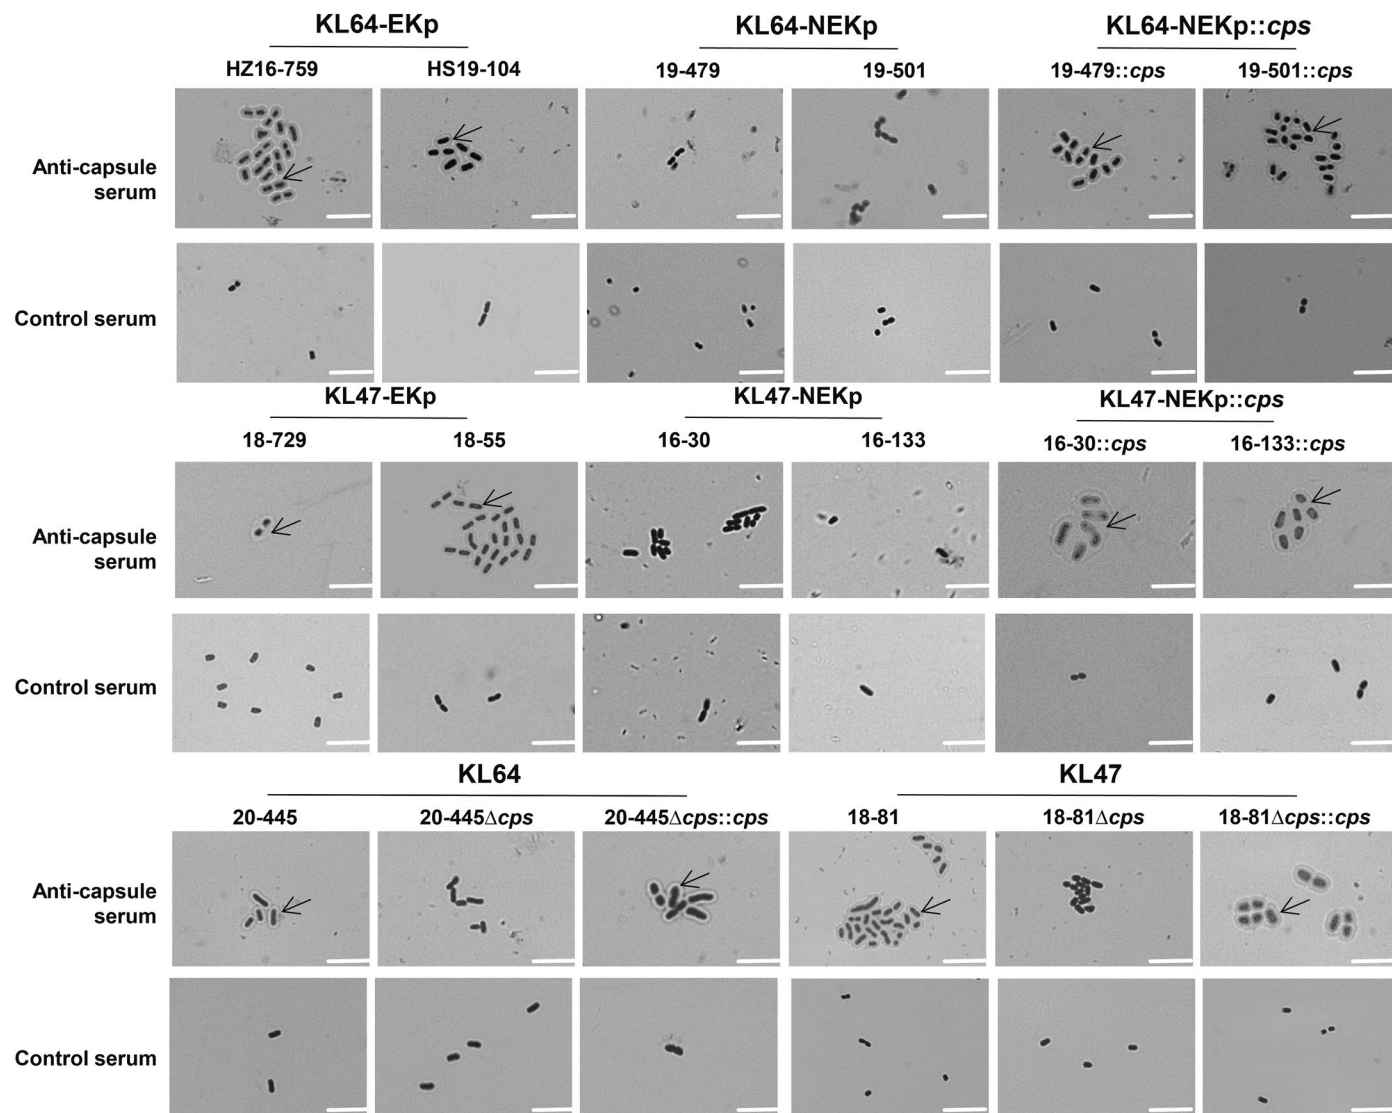 KL64-EKp KL64-NEKp KL64-NEKp::cps
HZ16-759 HS19-104 19-479 19-501 19-479::cps 19-501::cps
Anti-capsule
serum
Control serum
KL47-EKp KL47-NEKp KL47-NEKp::cps
18-729 18-55 16-30 16-133 16-30::cps 16-133::cps
Anti-capsule
serum
Control serum
KL64 KL47
20-445 20-445Δcps 20-445Δcps::cps 18-81 18-81Δcps 18-81Δcps::cps
Anti-capsule
serum
Control serum